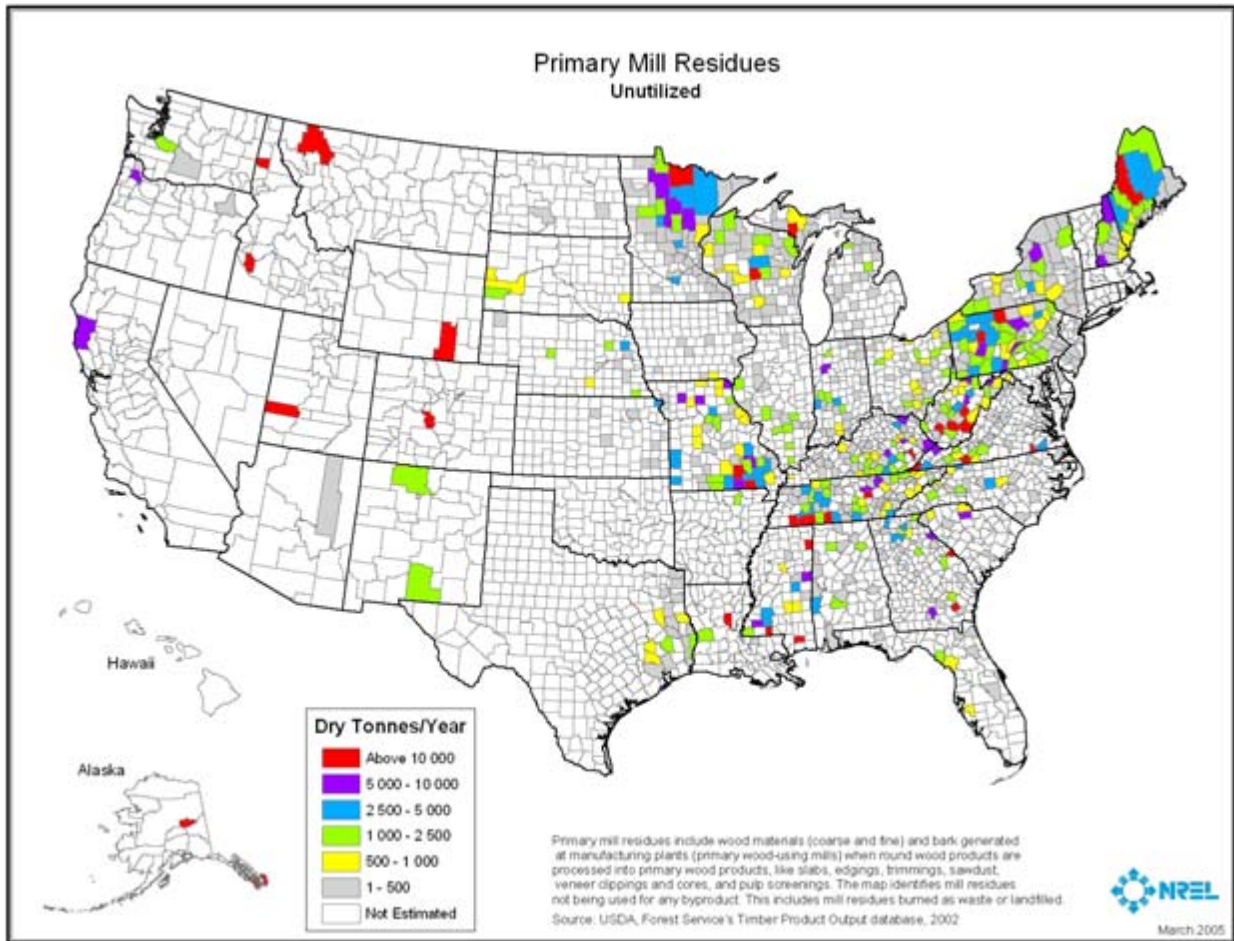 Primary Mill Residues
Unutilized
Hawaii
Alaska
Dry Tonnes/Year
Above 10 000
5 000 - 10 000
2 500 - 5 000
1 000 - 2 500
500 - 1 000
1 - 500
Not Estimated
Primary mill residues include wood materials (coarse and fine) and bark generated
at manufacturing plants (primary wood-using mills) when round wood products are
processed into primary wood products, like slabs, edgings, trimmings, sawdust,
veneer clippings and cores, and pulp screenings. The map identifies mill residues
not being used for any byproduct. This includes mill residues burned as waste or landfilled.
Source: USDA, Forest Service's Timber Product Output database, 2002
NREL
March 2005